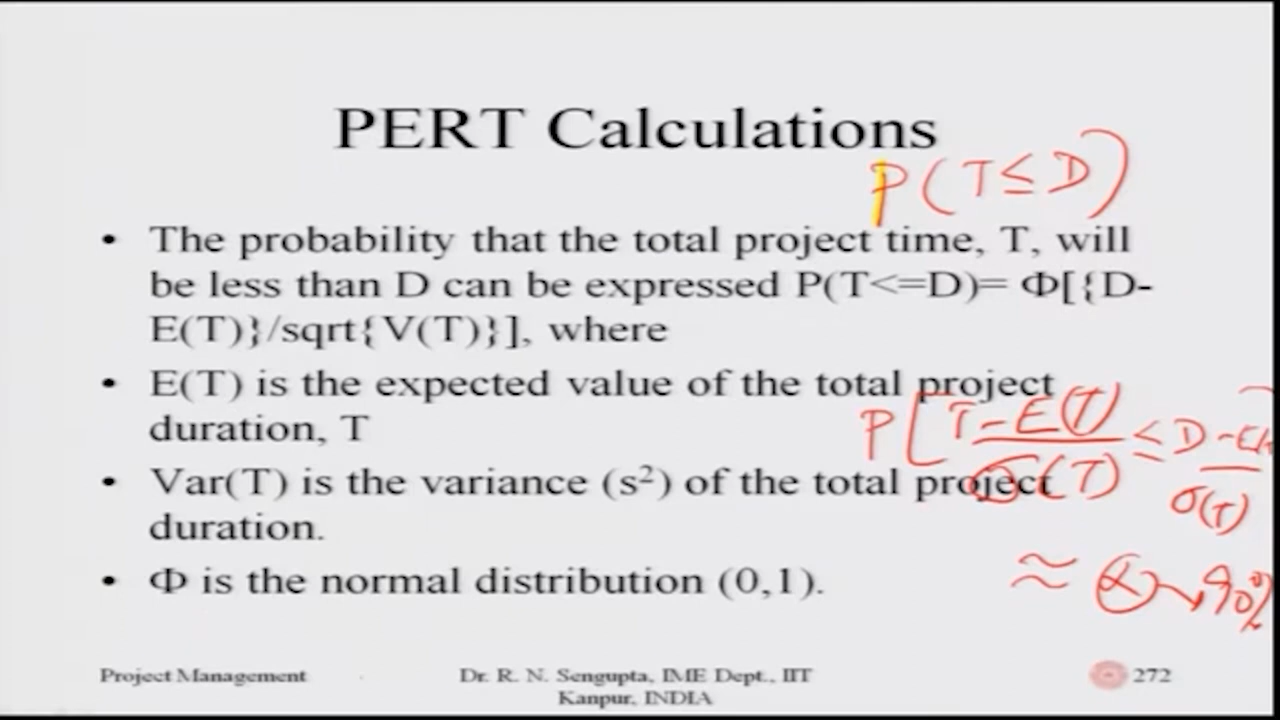 PERT Calculations
P(T≤D)
• The probability that the total project time, T, will
be less than D can be expressed P(T<=D)= Φ[{D-
E(T)}/sqrt{V(T)}], where
• E(T) is the expected value of the total project
duration, T
P[T-E(T)/σ(T) ≤ D-E(
σ(T)
• Var(T) is the variance (s²) of the total project
duration.
• Φ is the normal distribution (0,1).
≈ α 90%
Project Management
Dr. R. N. Sengupta, IME Dept., IIT
Kanpur, INDIA
272